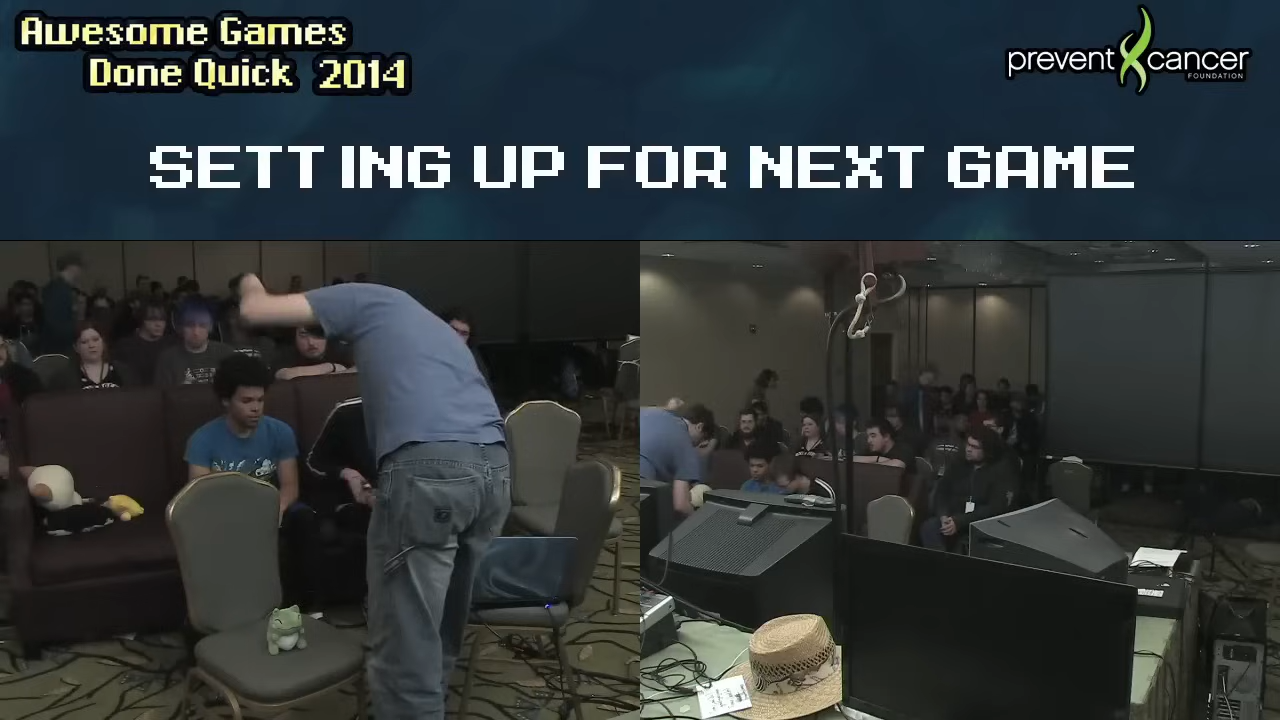 Awesome Games
Done Quick 2014
prevent cancer
FOUNDATION
SETTING UP FOR NEXT GAME